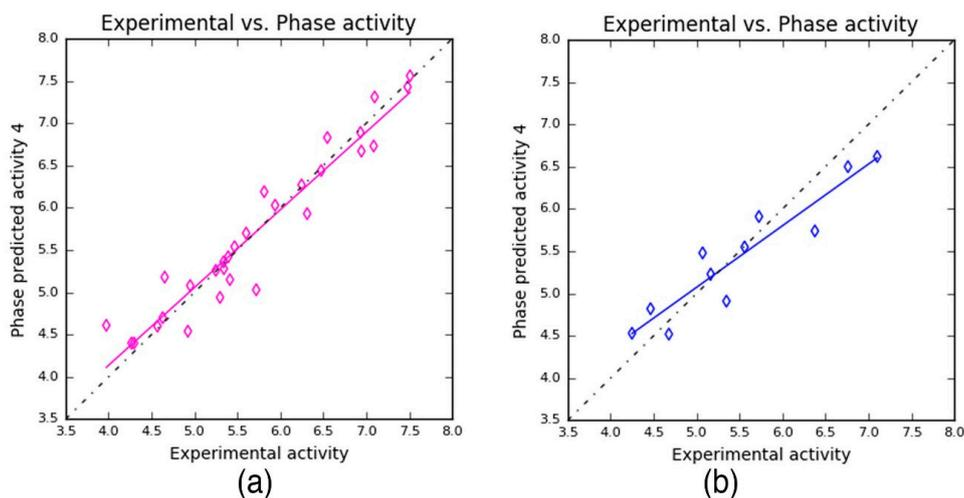 Experimental vs. Phase activity
Phase predicted activity 4
8.0
7.5
7.0
6.5
6.0
5.5
5.0
4.5
4.0
3.5
3.5 4.0 4.5 5.0 5.5 6.0 6.5 7.0 7.5 8.0
Experimental activity
(a)
Experimental vs. Phase activity
Phase predicted activity 4
8.0
7.5
7.0
6.5
6.0
5.5
5.0
4.5
4.0
3.5
3.5 4.0 4.5 5.0 5.5 6.0 6.5 7.0 7.5 8.0
Experimental activity
(b)